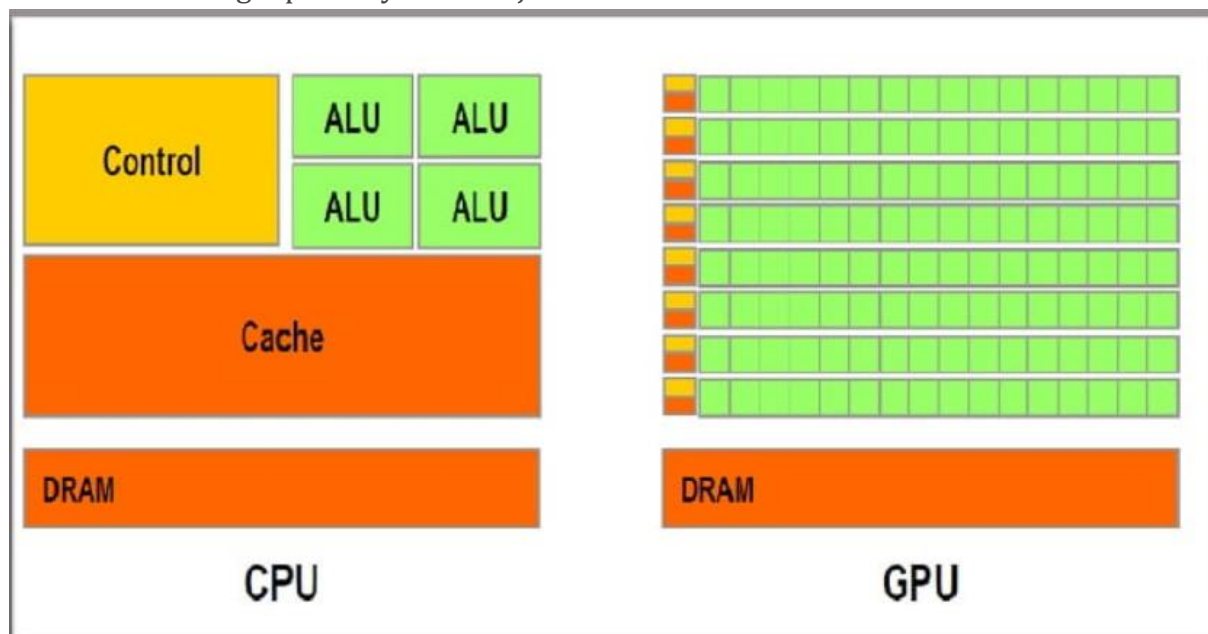 Control
ALU ALU
ALU ALU
Cache
DRAM
DRAM
CPU
GPU